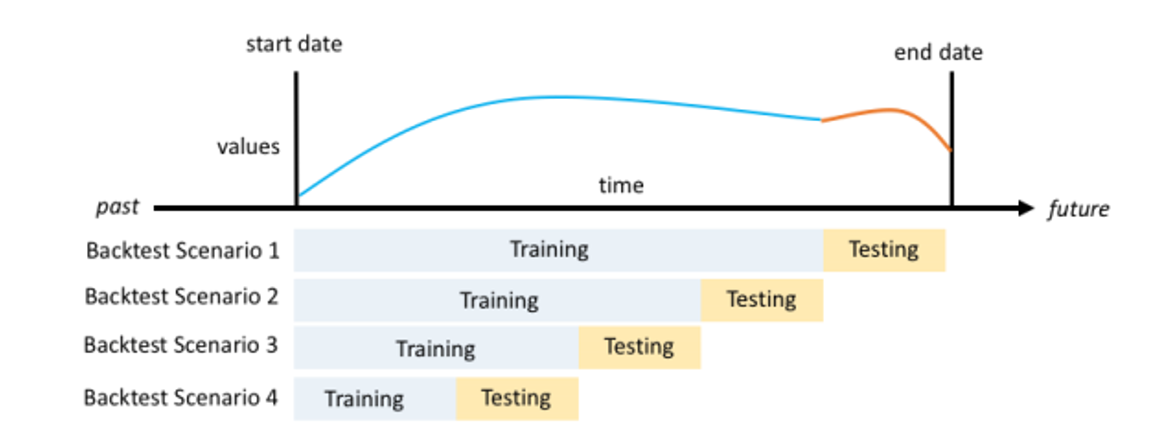 start date
end date
values
time
past
future
Backtest Scenario 1 Training Testing
Backtest Scenario 2 Training Testing
Backtest Scenario 3 Training Testing
Backtest Scenario 4 Training Testing